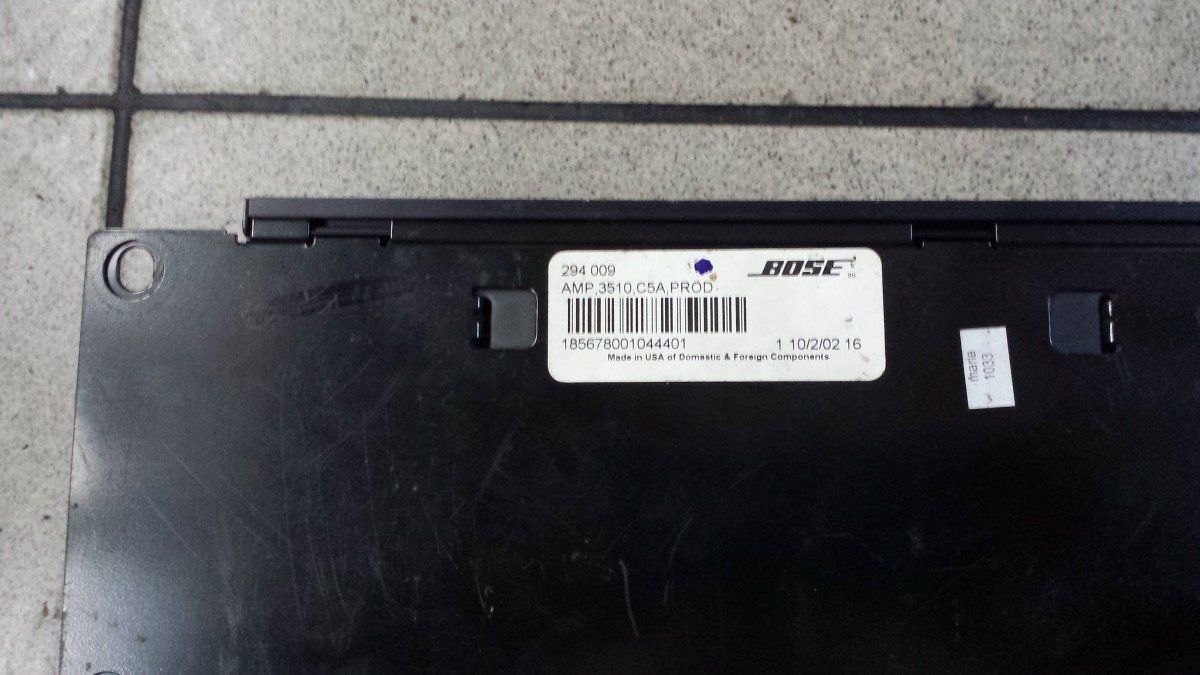 294 009
BOSE
AMP,3510,C5A,PROD
185678001044401
1 10/2/02 16
Made in USA of Domestic & Foreign Components
1033